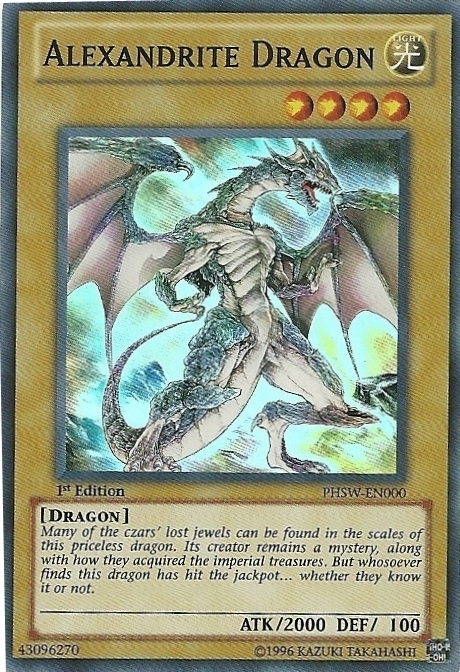 ALEXANDRITE DRAGON
LIGHT
光
1st Edition
PHSW-EN000
[DRAGON]
Many of the czars' lost jewels can be found in the scales of
this priceless dragon. Its creator remains a mystery, along
with how they acquired the imperial treasures. But whosoever
finds this dragon has hit the jackpot... whether they know
it or not.
ATK/2000 DEF/ 100
43096270
©1996 KAZUKI TAKAHASHI